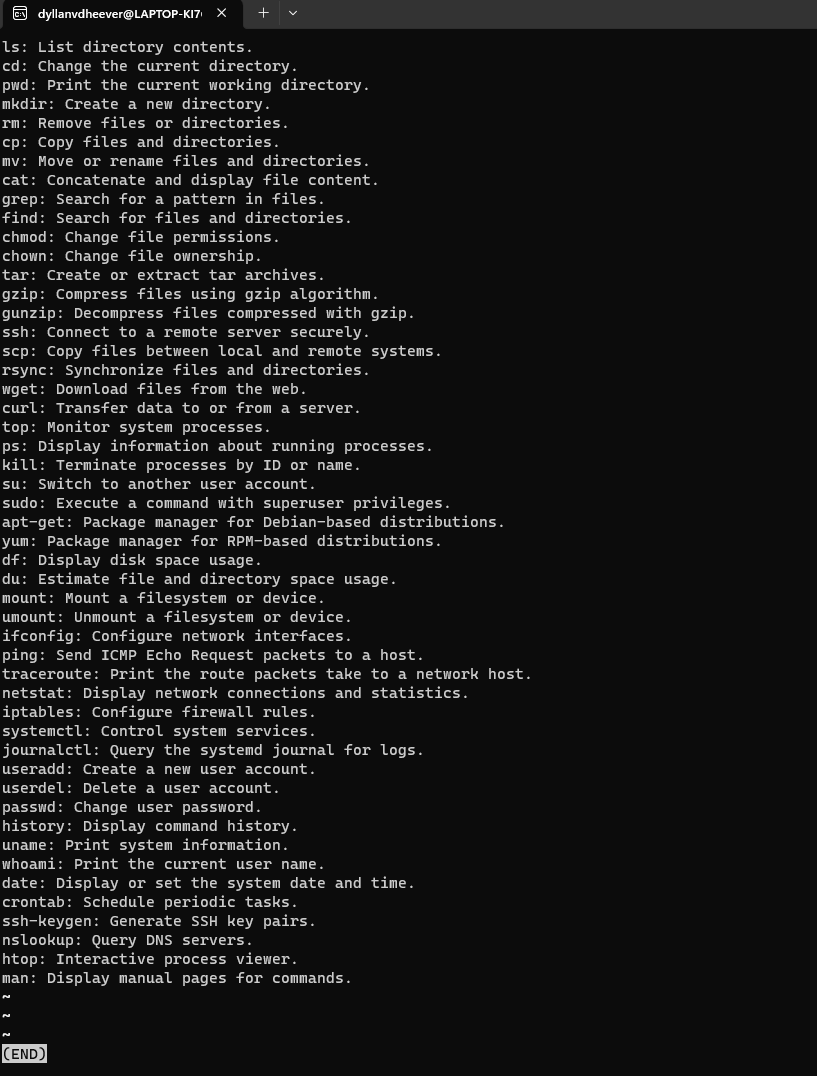 dyllanvdheever@LAPTOP-KI7
ls: List directory contents.
cd: Change the current directory.
pwd: Print the current working directory.
mkdir: Create a new directory.
rm: Remove files or directories.
cp: Copy files and directories.
mv: Move or rename files and directories.
cat: Concatenate and display file content.
grep: Search for a pattern in files.
find: Search for files and directories.
chmod: Change file permissions.
chown: Change file ownership.
tar: Create or extract tar archives.
gzip: Compress files using gzip algorithm.
gunzip: Decompress files compressed with gzip.
ssh: Connect to a remote server securely.
scp: Copy files between local and remote systems.
rsync: Synchronize files and directories.
wget: Download files from the web.
curl: Transfer data to or from a server.
top: Monitor system processes.
ps: Display information about running processes.
kill: Terminate processes by ID or name.
su: Switch to another user account.
sudo: Execute a command with superuser privileges.
apt-get: Package manager for Debian-based distributions.
yum: Package manager for RPM-based distributions.
df: Display disk space usage.
du: Estimate file and directory space usage.
mount: Mount a filesystem or device.
umount: Unmount a filesystem or device.
ifconfig: Configure network interfaces.
ping: Send ICMP Echo Request packets to a host.
traceroute: Print the route packets take to a network host.
netstat: Display network connections and statistics.
iptables: Configure firewall rules.
systemctl: Control system services.
journalctl: Query the systemd journal for logs.
useradd: Create a new user account.
userdel: Delete a user account.
passwd: Change user password.
history: Display command history.
uname: Print system information.
whoami: Print the current user name.
date: Display or set the system date and time.
crontab: Schedule periodic tasks.
ssh-keygen: Generate SSH key pairs.
nslookup: Query DNS servers.
htop: Interactive process viewer.
man: Display manual pages for commands.
~
~
~
(END)